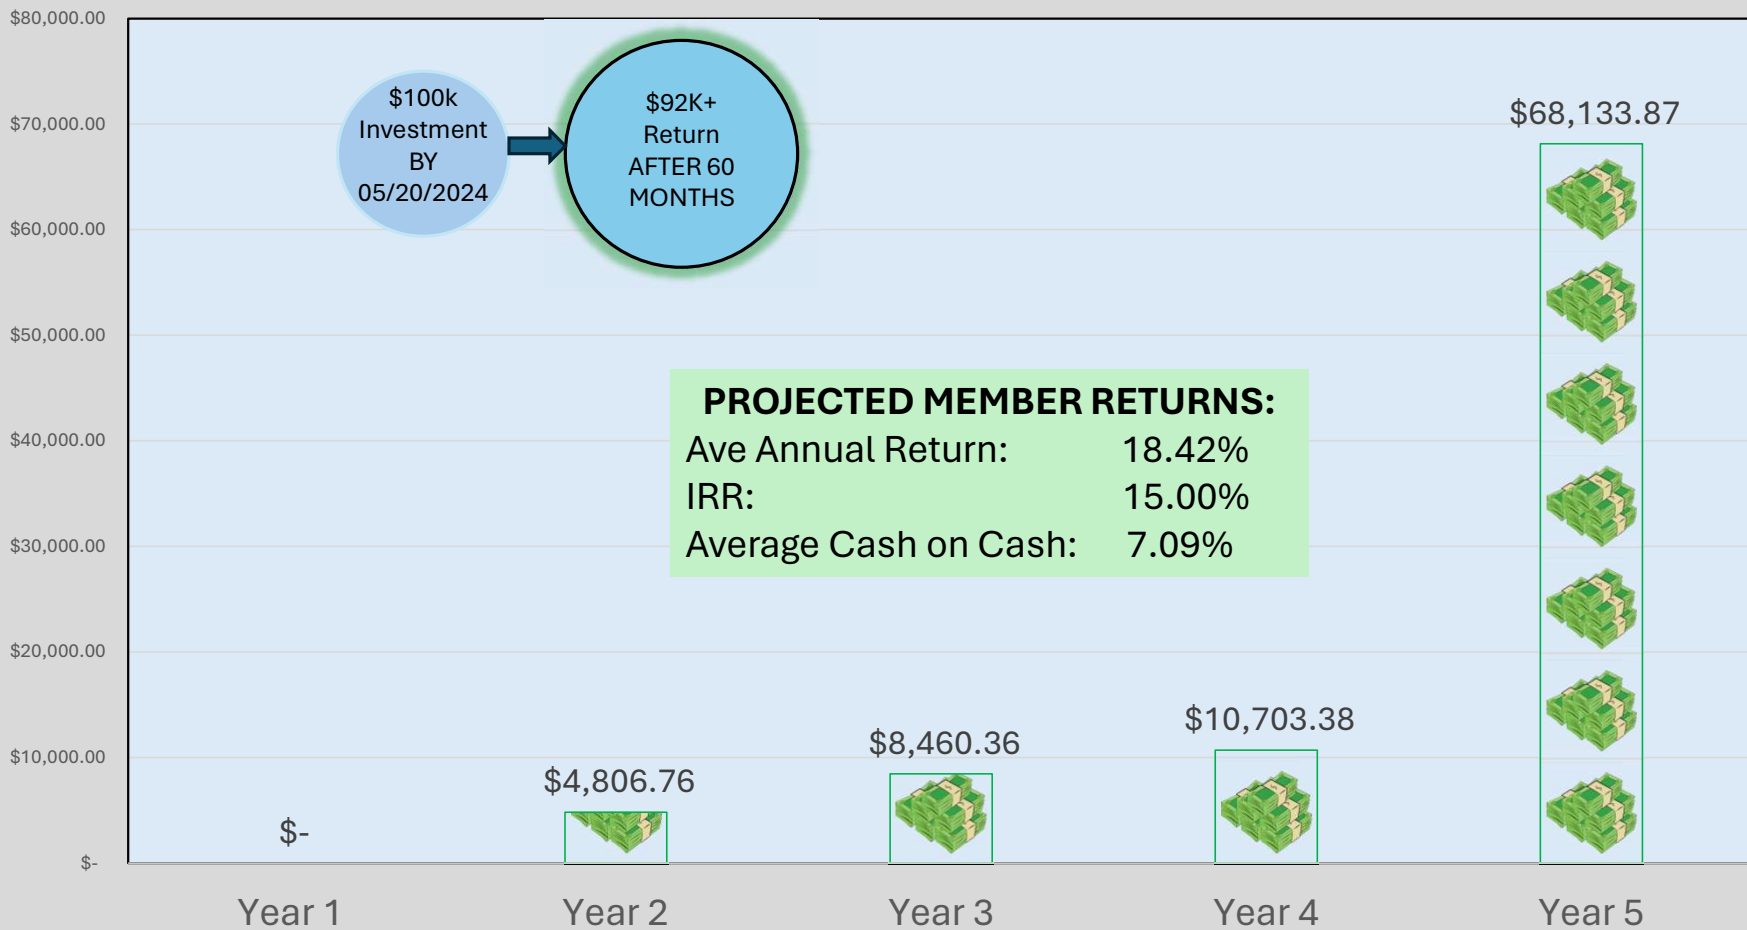 $80,000.00
$70,000.00
$60,000.00
$50,000.00
$40,000.00
$30,000.00
$20,000.00
$10,000.00
$-
$100k
Investment
BY
05/20/2024
$92K+
Return
AFTER 60
MONTHS
PROJECTED MEMBER RETURNS:
Ave Annual Return: 18.42%
IRR: 15.00%
Average Cash on Cash: 7.09%
$-
$4,806.76
$8,460.36
$10,703.38
$68,133.87
Year 1
Year 2
Year 3
Year 4
Year 5